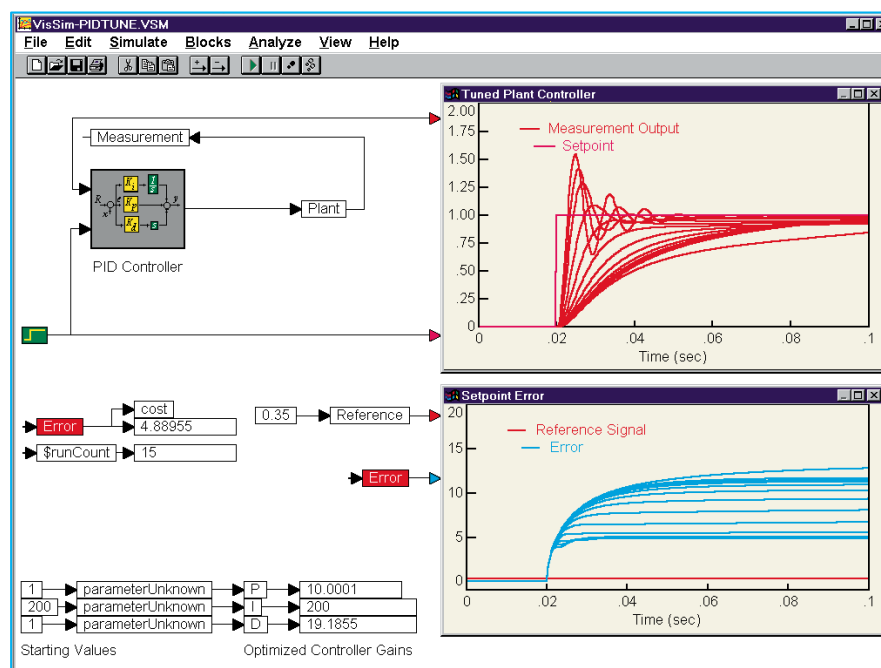 VisSim-PIDTUNE.VSM
File Edit Simulate Blocks Analyze View Help
Measurement
R
x
Ki
1/s
Kp
Kd
s
y
PID Controller
Plant
Tuned Plant Controller
2.00
1.75
1.50
1.25
1.00
.75
.50
.25
0
Measurement Output
Setpoint
0 .02 .04 .06 .08 .1
Time (sec)
Error
cost
4.88955
$runCount
15
0.35
Reference
Error
Setpoint Error
20
15
10
5
0
Reference Signal
Error
0 .02 .04 .06 .08 .1
Time (sec)
1 parameterUnknown P 10.0001
200 parameterUnknown I 200
1 parameterUnknown D 19.1855
Starting Values Optimized Controller Gains